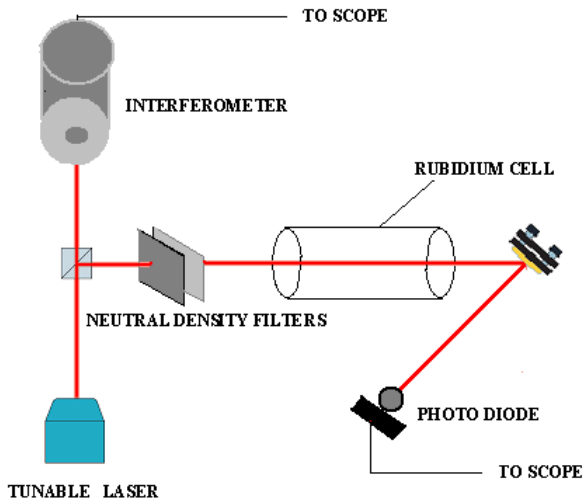 TO SCOPE
INTERFEROMETER
RUBIDIUM CELL
NEUTRAL DENSITY FILTERS
PHOTO DIODE
TO SCOPE
TUNABLE LASER